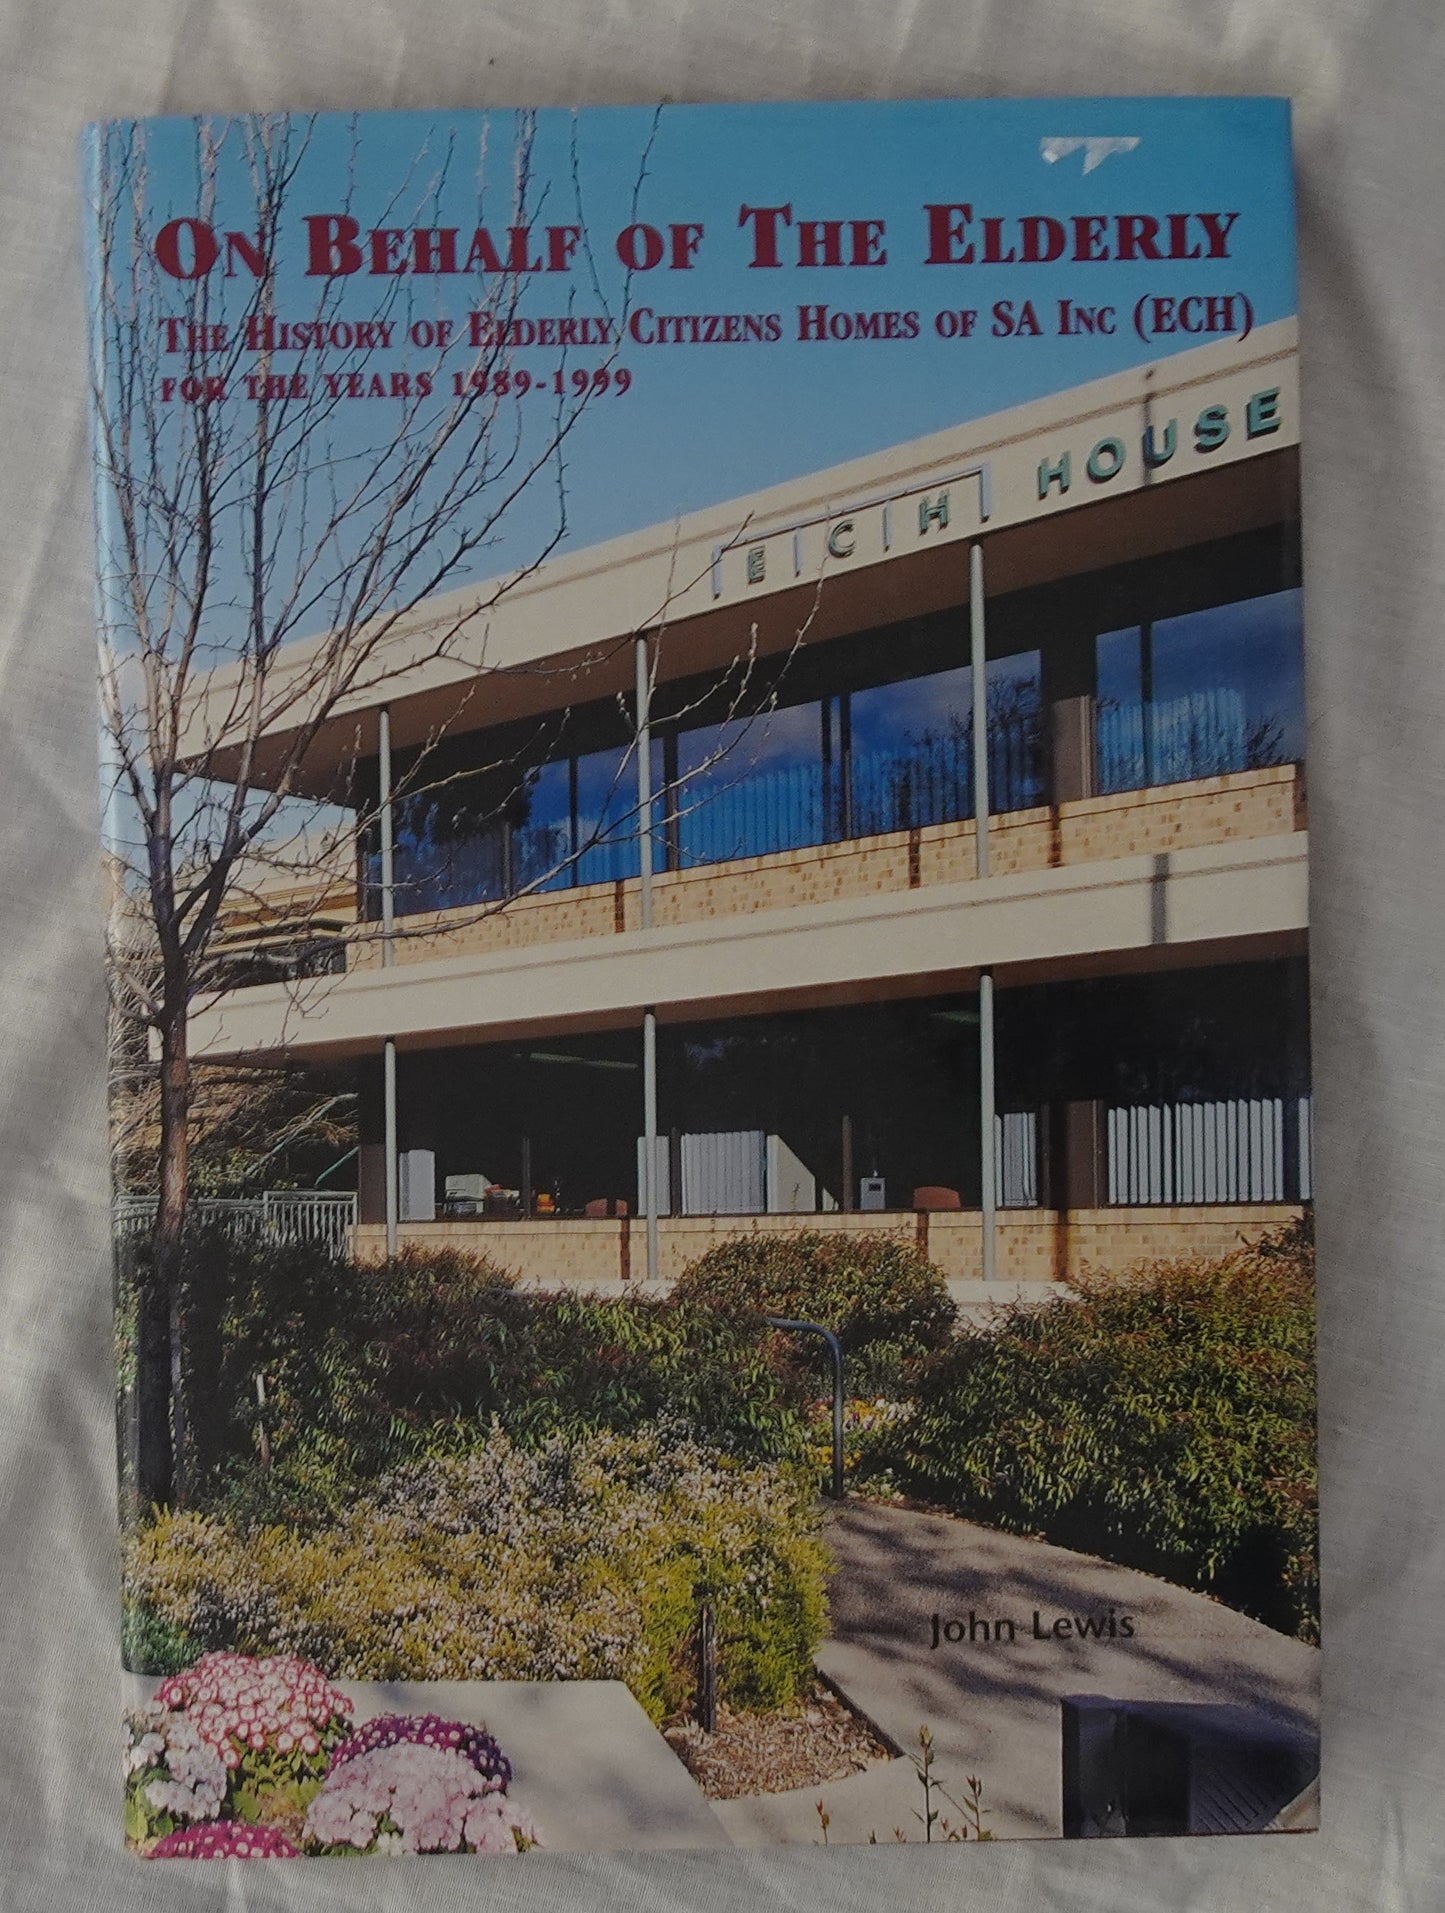 ON BEHALF OF THE ELDERLY
THE HISTORY OF ELDERLY CITIZENS HOMES OF SA INC (ECH)
FOR THE YEARS 1989-1999
ECH HOUSE
John Lewis